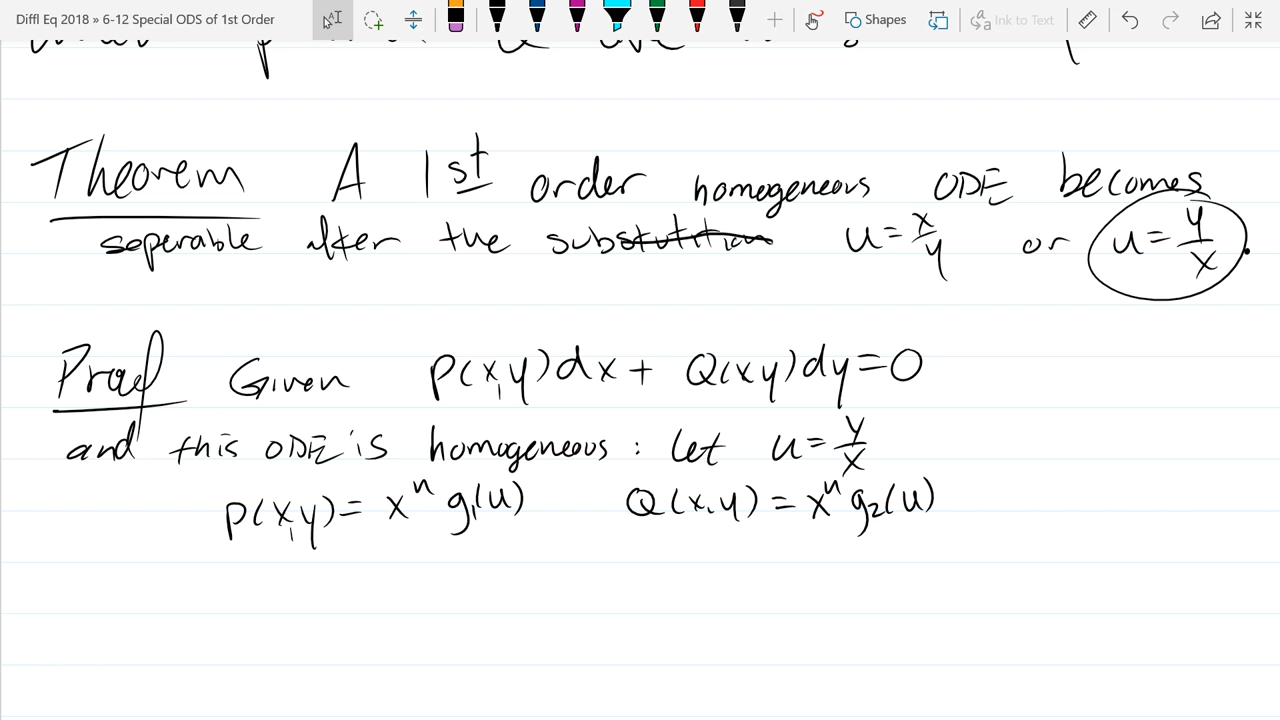 Diffl Eq 2018 » 6-12 Special ODS of 1st Order
Shapes
Ink to Text
Theorem A 1st order homogeneous ODE becomes
seperable after the substitution u = x/y or u = y/x.
Proof Given P(x,y)dx + Q(x,y)dy = 0
and this ODE is homogeneous : Let u = y/x
P(x,y) = xⁿ g₁(u) Q(x,y) = xⁿ g₂(u)